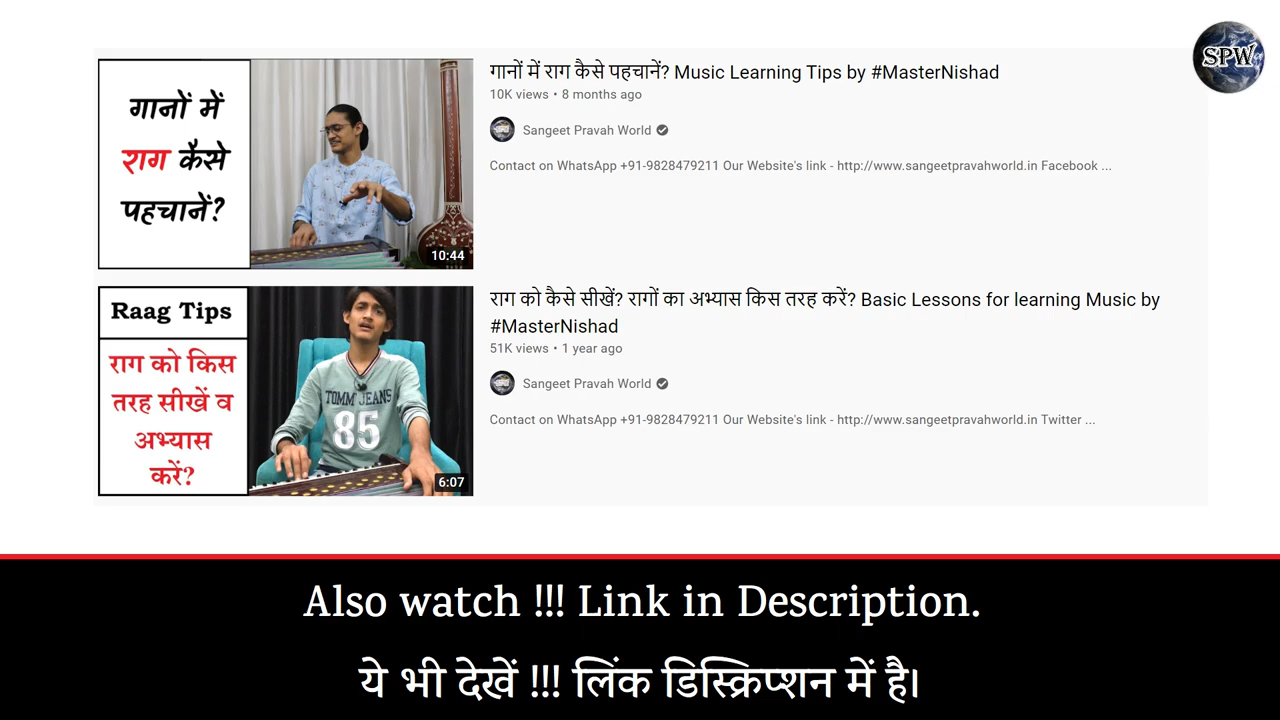 SPW
गानों में
राग कैसे
पहचानें?
10:44
गानों में राग कैसे पहचानें? Music Learning Tips by #MasterNishad
10K views • 8 months ago
Sangeet Pravah World
Contact on WhatsApp +91-9828479211 Our Website's link - http://www.sangeetpravahworld.in Facebook ...
Raag Tips
राग को किस
तरह सीखें व
अभ्यास
करें?
TOMMY JEANS
85
6:07
राग को कैसे सीखें? रागों का अभ्यास किस तरह करें? Basic Lessons for learning Music by
#MasterNishad
51K views • 1 year ago
Sangeet Pravah World
Contact on WhatsApp +91-9828479211 Our Website's link - http://www.sangeetpravahworld.in Twitter ...
Also watch !!! Link in Description.
ये भी देखें !!! लिंक डिस्क्रिप्शन में है।